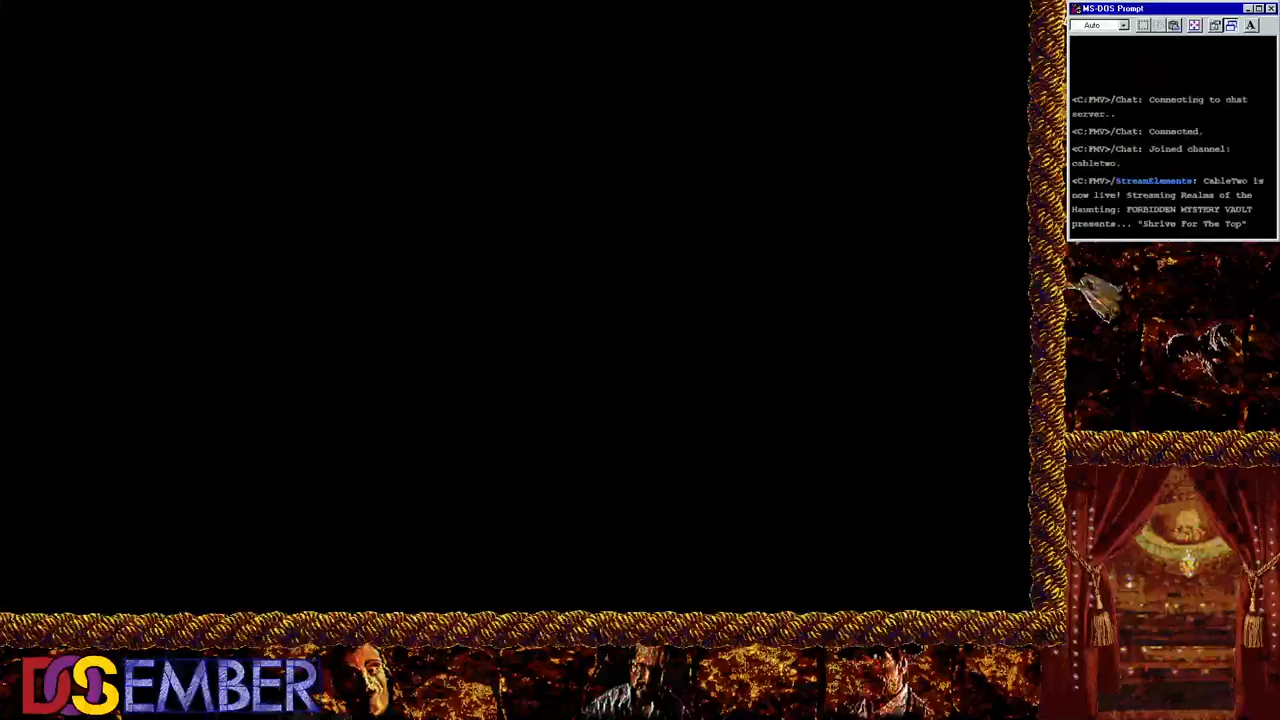 MS-DOS Prompt
Auto
A
<C:FMV>/Chat: Connecting to chat
server..
<C:FMV>/Chat: Connected.
<C:FMV>/Chat: Joined channel:
cabletwo.
<C:FMV>/StreamElements: CableTwo is
now live! Streaming Realms of the
Haunting: FORBIDDEN MYSTERY VAULT
presents... "Shrive For The Top"
DOSEMBER